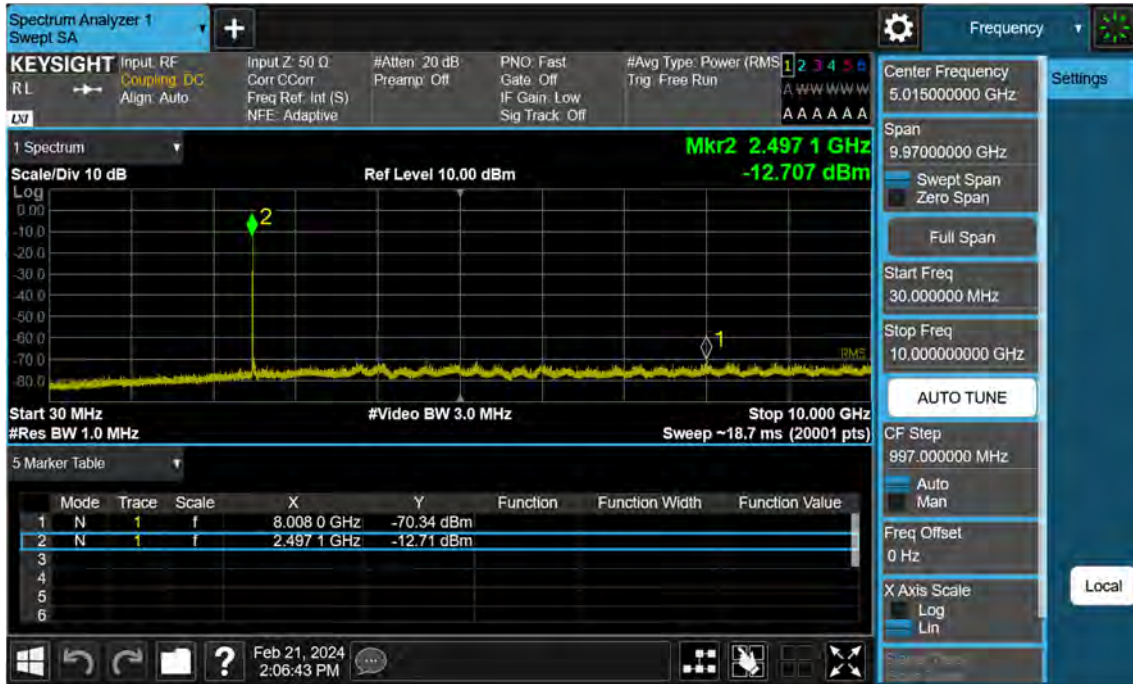 Spectrum Analyzer 1
Swept SA
+
Frequency
KEYSIGHT
RL
LXI
Input: RF
Coupling: DC
Align: Auto
Input Z: 50 Ω
Corr CCorr
Freq Ref: Int (S)
NFE: Adaptive
#Atten: 20 dB
Preamp: Off
PNO: Fast
Gate: Off
IF Gain: Low
Sig Track: Off
#Avg Type: Power (RMS
Trig: Free Run
1 2 3 4 5 6
A W W W W W
A A A A A A
Center Frequency
5.015000000 GHz
Settings
1 Spectrum
Scale/Div 10 dB
Ref Level 10.00 dBm
Mkr2 2.497 1 GHz
-12.707 dBm
Log
0.00
-10.0
-20.0
-30.0
-40.0
-50.0
-60.0
-70.0
-80.0
2
1
RMS
Start 30 MHz
#Video BW 3.0 MHz
Stop 10.000 GHz
#Res BW 1.0 MHz
Sweep ~18.7 ms (20001 pts)
Span
9.97000000 GHz
Swept Span
Zero Span
Full Span
Start Freq
30.000000 MHz
Stop Freq
10.000000000 GHz
AUTO TUNE
CF Step
997.000000 MHz
Auto
Man
Freq Offset
0 Hz
X Axis Scale
Log
Lin
Local
5 Marker Table
Mode Trace Scale X Y Function Function Width Function Value
1 N 1 f 8.008 0 GHz -70.34 dBm
2 N 1 f 2.497 1 GHz -12.71 dBm
3
4
5
6
?
Feb 21, 2024
2:06:43 PM